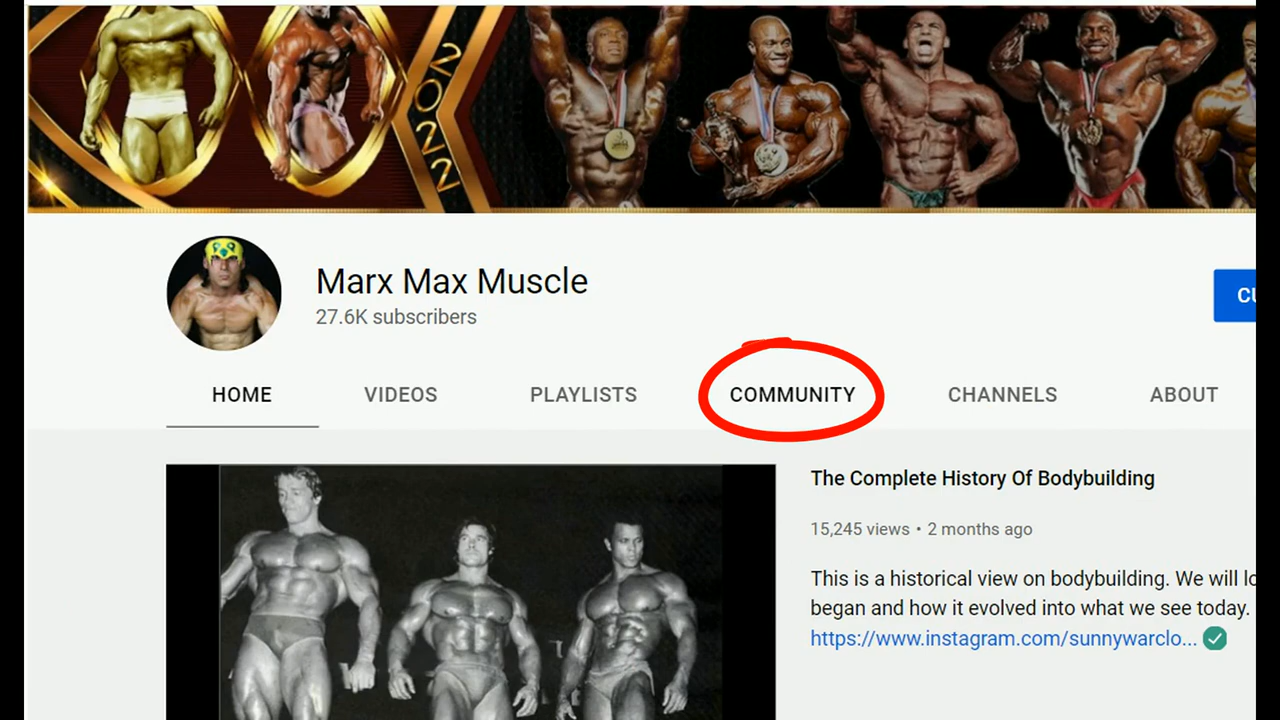 2022
Marx Max Muscle
27.6K subscribers
CU
HOME
VIDEOS
PLAYLISTS
COMMUNITY
CHANNELS
ABOUT
The Complete History Of Bodybuilding
15,245 views • 2 months ago
This is a historical view on bodybuilding. We will lo
began and how it evolved into what we see today.
https://www.instagram.com/sunnywarclo...